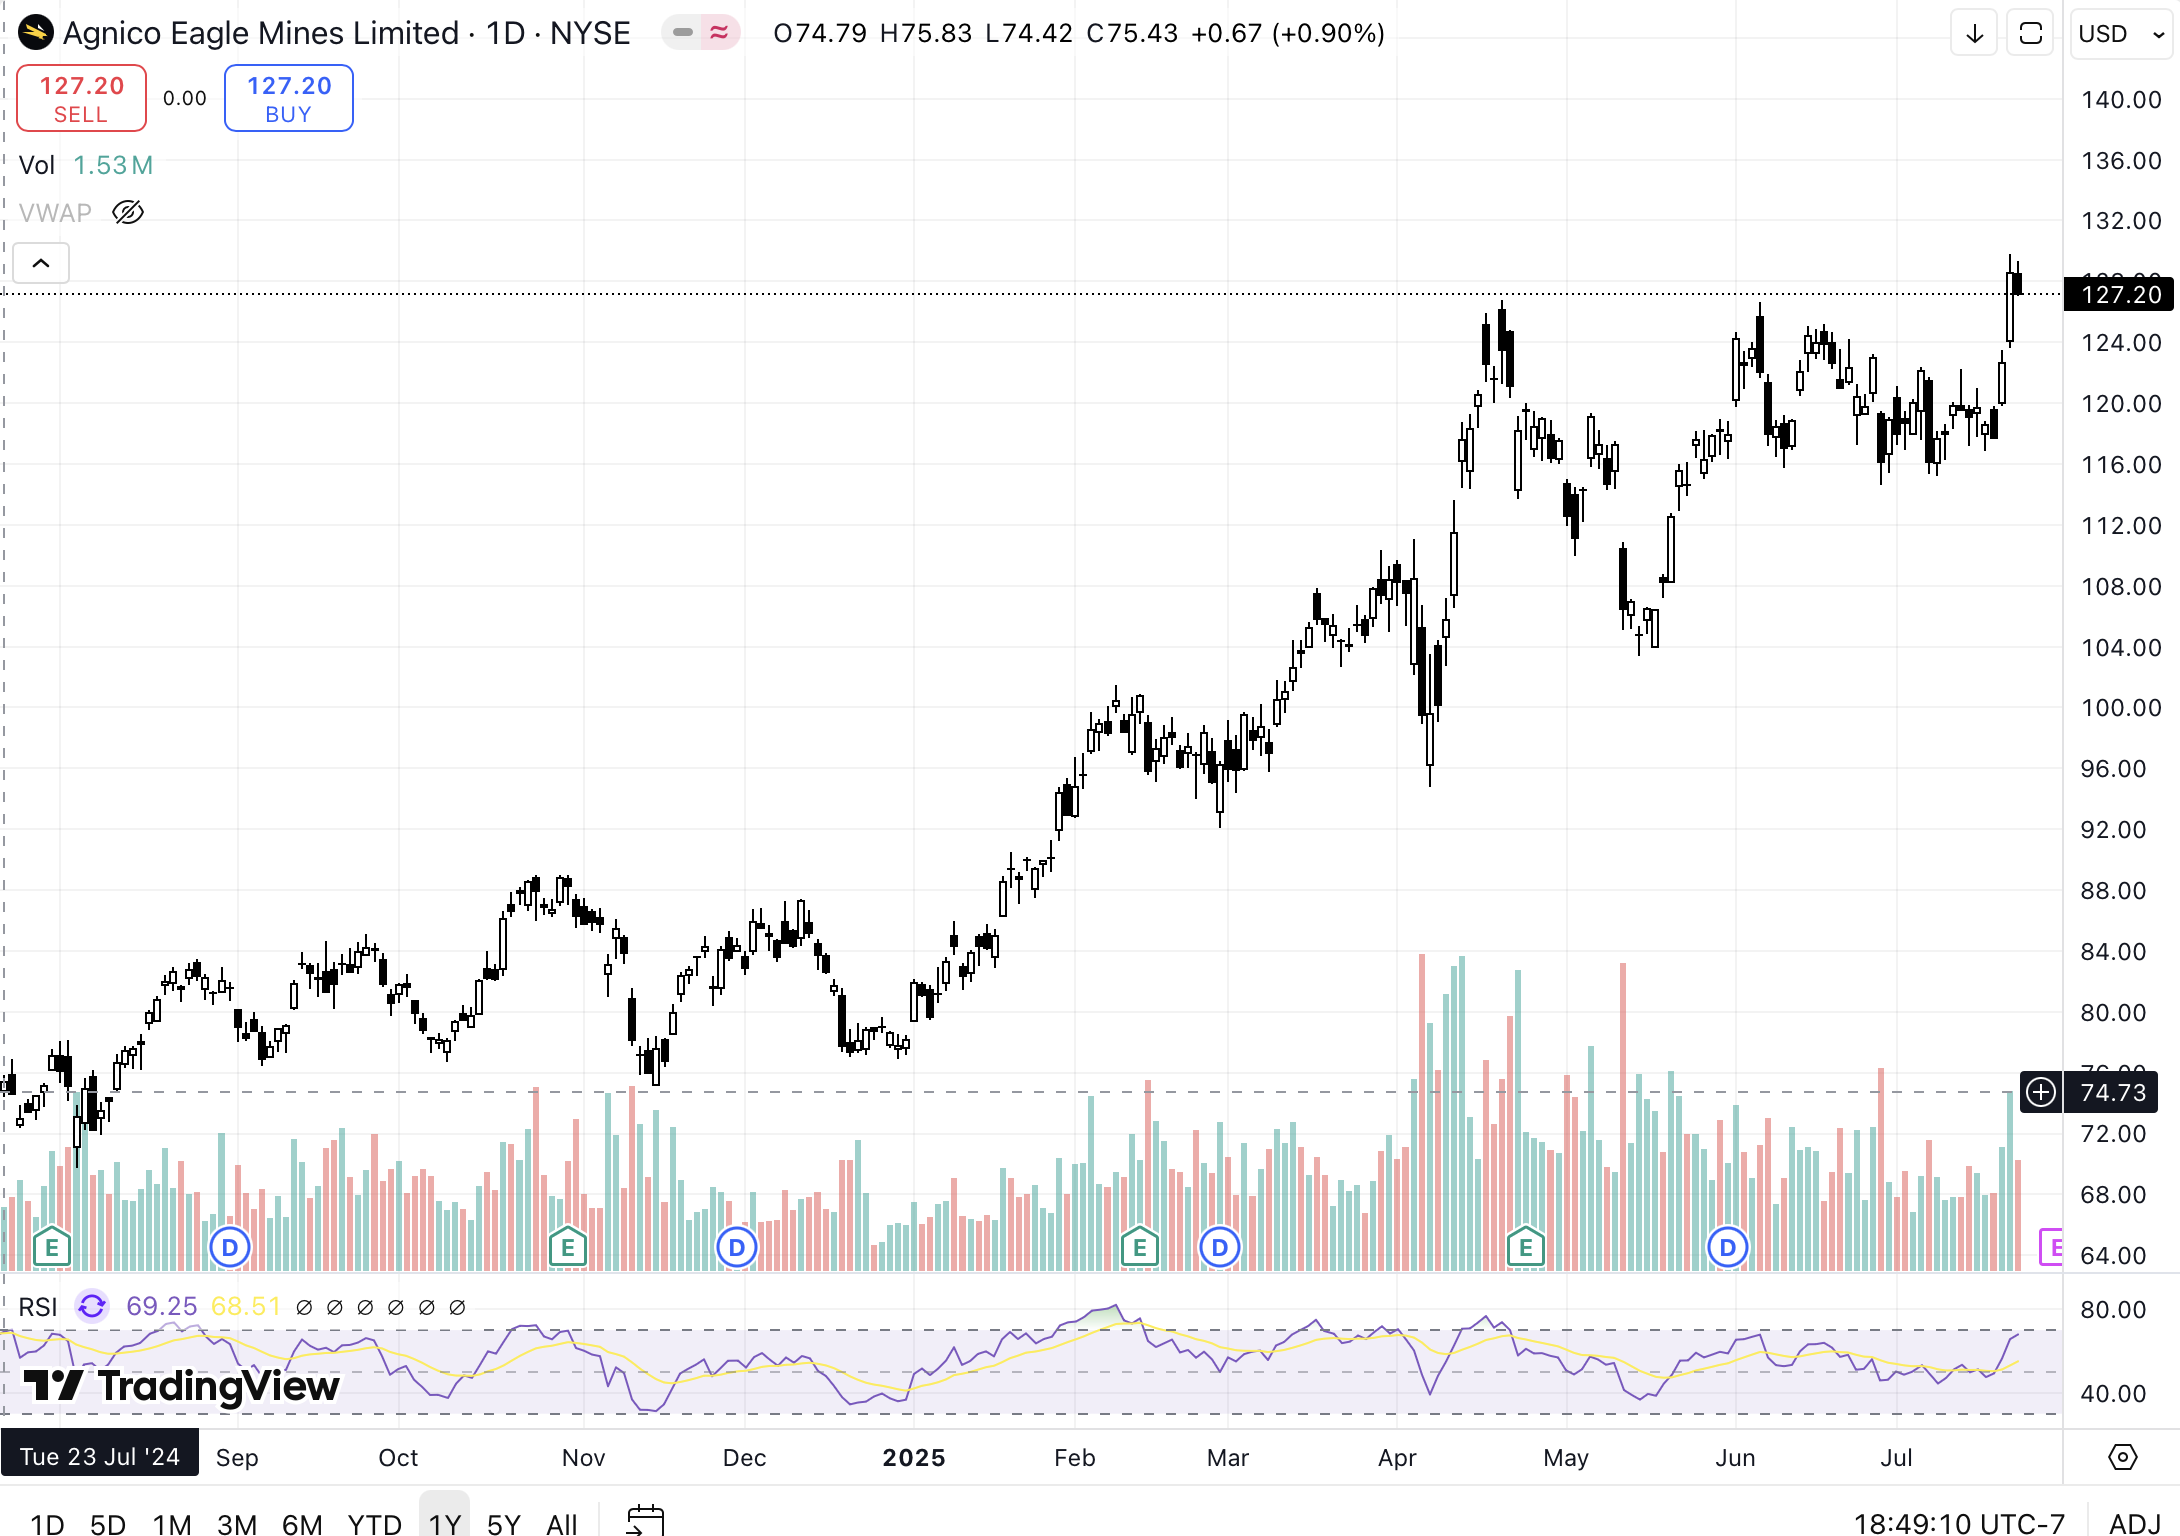 Agnico Eagle Mines Limited · 1D · NYSE O74.79 H75.83 L74.42 C75.43 +0.67 (+0.90%)
USD
127.20
SELL
0.00
127.20
BUY
Vol 1.53 M
VWAP
140.00
136.00
132.00
127.20
124.00
120.00
116.00
112.00
108.00
104.00
100.00
96.00
92.00
88.00
84.00
80.00
74.73
72.00
68.00
64.00
E D E D E D E D E
RSI 69.25 68.51 ∅ ∅ ∅ ∅ ∅ ∅
80.00
40.00
TradingView
Tue 23 Jul '24 Sep Oct Nov Dec 2025 Feb Mar Apr May Jun Jul
1D 5D 1M 3M 6M YTD 1Y 5Y All
18:49:10 UTC-7 ADJ